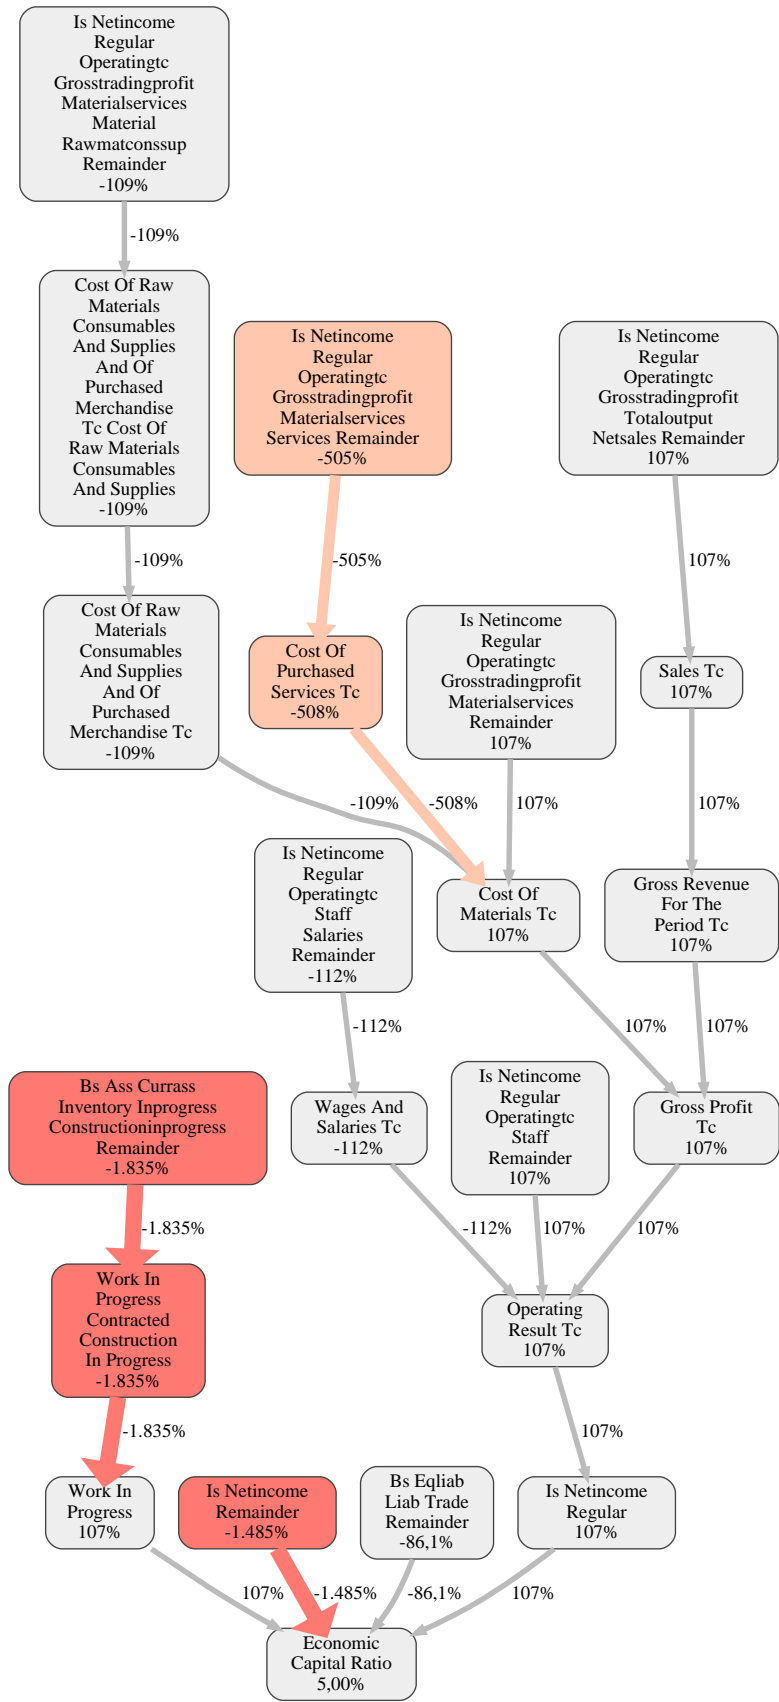 Is Netincome
Regular
Operatingtc
Grosstradingprofit
Materialservices
Material
Rawmatconssup
Remainder
-109%
-109%
Cost Of Raw
Materials
Consumables
And Supplies
And Of
Purchased
Merchandise
Tc Cost Of
Raw Materials
Consumables
And Supplies
-109%
Is Netincome
Regular
Operatingtc
Grosstradingprofit
Materialservices
Services Remainder
-505%
Is Netincome
Regular
Operatingtc
Grosstradingprofit
Totaloutput
Netsales Remainder
107%
-109%
-505%
107%
Cost Of Raw
Materials
Consumables
And Supplies
And Of
Purchased
Merchandise Tc
-109%
Cost Of
Purchased
Services Tc
-508%
Is Netincome
Regular
Operatingtc
Grosstradingprofit
Materialservices
Remainder
107%
Sales Tc
107%
-109%
-508%
107%
107%
Is Netincome
Regular
Operatingtc
Staff
Salaries
Remainder
-112%
Cost Of
Materials Tc
107%
Gross Revenue
For The
Period Tc
107%
-112%
107%
107%
Bs Ass Currass
Inventory Inprogress
Constructioninprogress
Remainder
-1.835%
Wages And
Salaries Tc
-112%
Is Netincome
Regular
Operatingtc
Staff
Remainder
107%
Gross Profit
Tc
107%
-1.835%
-112%
107%
107%
Work In
Progress
Contracted
Construction
In Progress
-1.835%
Operating
Result Tc
107%
-1.835%
107%
Work In
Progress
107%
Is Netincome
Remainder
-1.485%
Bs Eqliab
Liab Trade
Remainder
-86,1%
Is Netincome
Regular
107%
107%
-1.485%
-86,1%
107%
Economic
Capital Ratio
5,00%